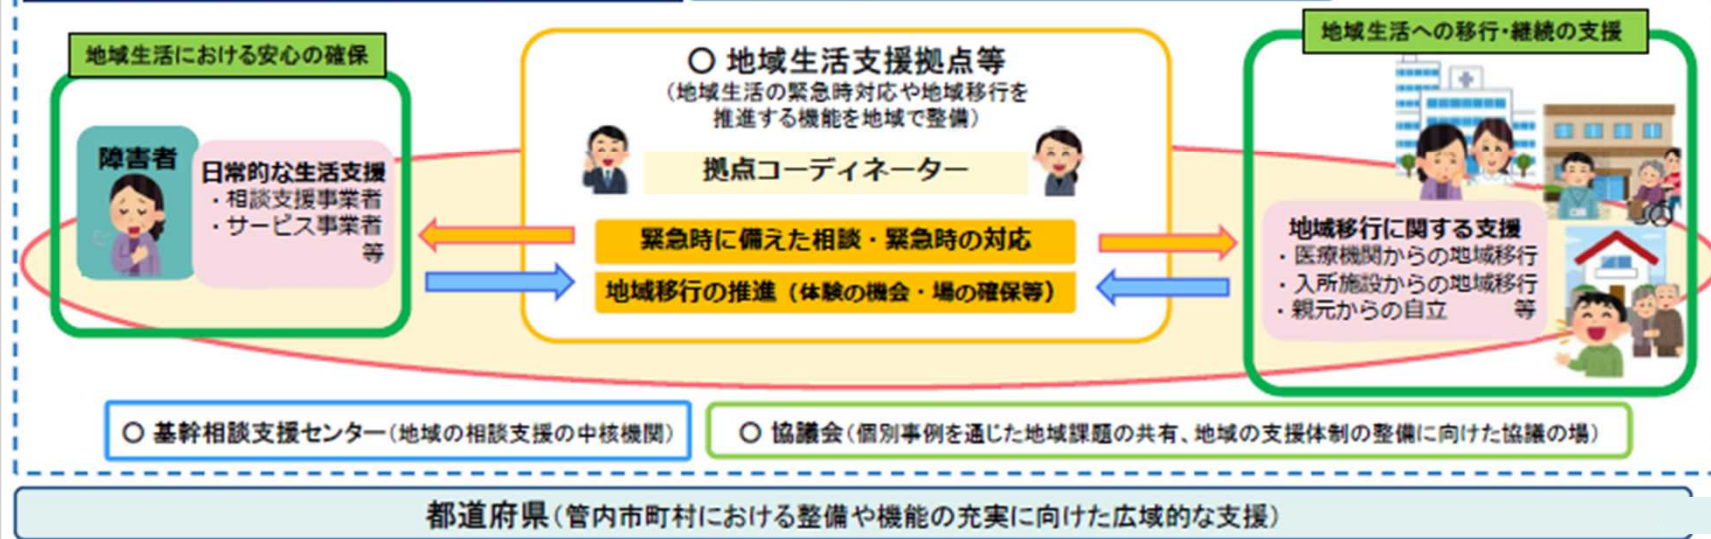 地域生活における安心の確保
障害者
日常的な生活支援
・相談支援事業者
・サービス事業者
等
〇 地域生活支援拠点等
（地域生活の緊急時対応や地域移行を
推進する機能を地域で整備）
拠点コーディネーター
緊急時に備えた相談・緊急時の対応
地域移行の推進（体験の機会・場の確保等）
地域生活への移行・継続の支援
地域移行に関する支援
・医療機関からの地域移行
・入所施設からの地域移行
・親元からの自立　　　等
〇 基幹相談支援センター（地域の相談支援の中核機関）
〇 協議会（個別事例を通じた地域課題の共有、地域の支援体制の整備に向けた協議の場）
都道府県（管内市町村における整備や機能の充実に向けた広域的な支援）